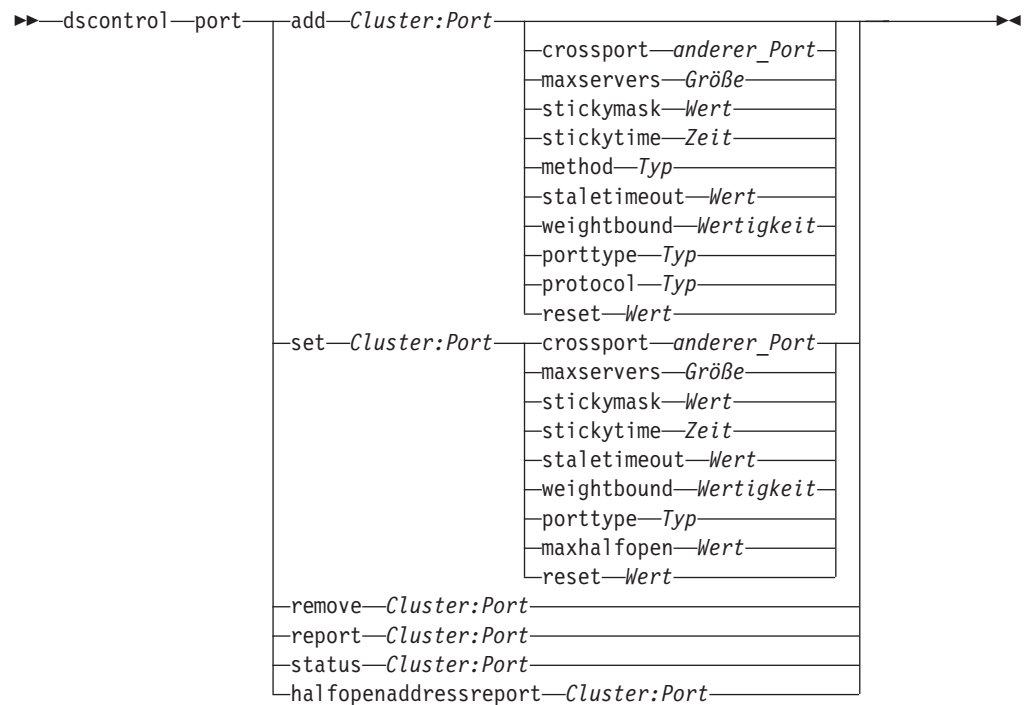 dscontrol port add Cluster:Port
crossport anderer_Port
maxservers Größe
stickymask Wert
stickytime Zeit
method Typ
staletimeout Wert
weightbound Wertigkeit
porttype Typ
protocol Typ
reset Wert
set Cluster:Port crossport anderer_Port
maxservers Größe
stickymask Wert
stickytime Zeit
staletimeout Wert
weightbound Wertigkeit
porttype Typ
maxhalfopen Wert
reset Wert
remove Cluster:Port
report Cluster:Port
status Cluster:Port
halfopenaddressreport Cluster:Port